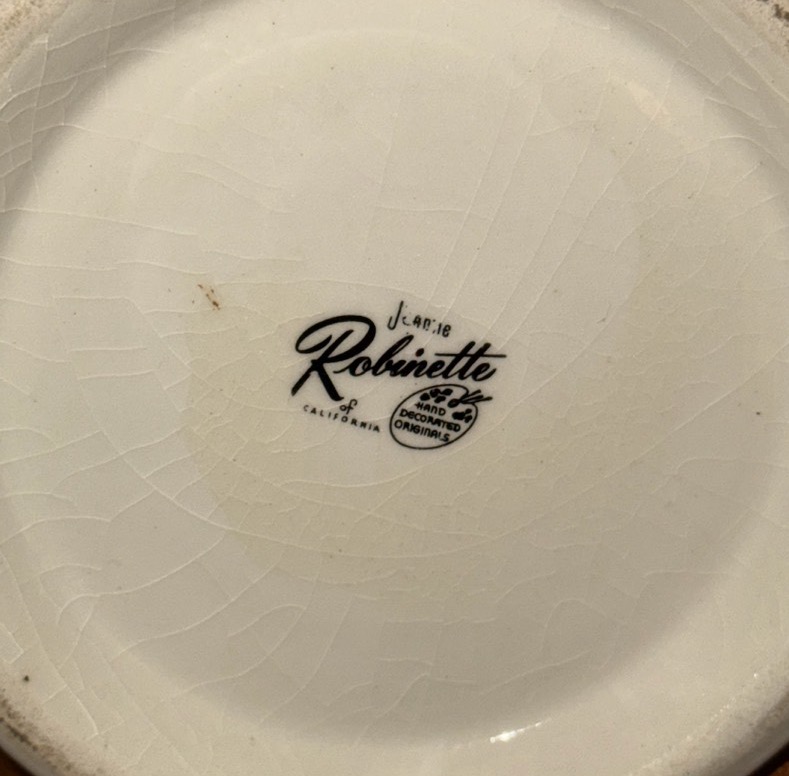 Robinette
of
CALIFORNIA
HAND
DECORATED
ORIGINALS